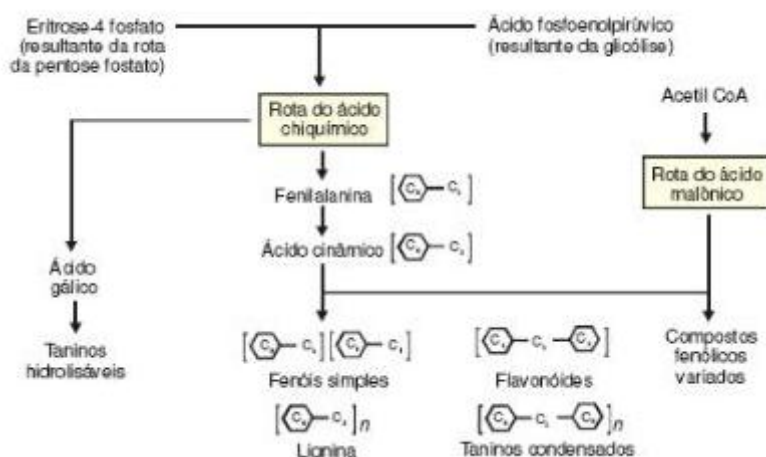 Eritrose-4 fosfato
(resultante da rota
da pentose fostato)
Ácido fosfoenolpirúvico
(resultante da glicólise)
Rota do ácido
chiquímico
Acetil CoA
Rota do ácido
malônico
Fenilalanina
Ácido cinâmico
Ácido
gálico
Taninos
hidrolisáveis
Fenóis simples
Flavonóides
Compostos
fenólicos
variados
n
Lignina
n
Taninos condensados